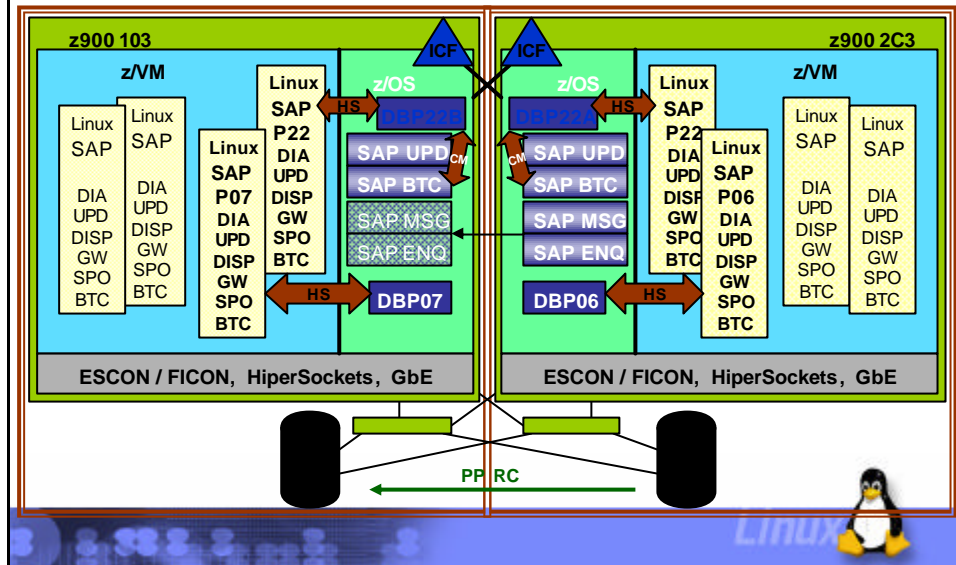 z900 103
z/VM
Linux
SAP
DIA
UPD
DISP
GW
SPO
BTC
Linux
SAP
DIA
UPD
DISP
GW
SPO
BTC
Linux
SAP
P07
DIA
UPD
DISP
GW
SPO
BTC
Linux
SAP
P22
DIA
UPD
DISP
GW
SPO
BTC
HS
HS
ICF
z/OS
DBP22B
SAP UPD
SAP BTC
CM
SAP MSG
SAP ENQ
DBP07
ESCON / FICON, HiperSockets, GbE
z900 2C3
ICF
z/OS
DBP22A
SAP UPD
SAP BTC
CM
SAP MSG
SAP ENQ
DBP06
HS
HS
z/VM
Linux
SAP
P22
DIA
UPD
DISP
GW
SPO
BTC
Linux
SAP
P06
DIA
UPD
DISP
GW
SPO
BTC
Linux
SAP
DIA
UPD
DISP
GW
SPO
BTC
Linux
SAP
DIA
UPD
DISP
GW
SPO
BTC
ESCON / FICON, HiperSockets, GbE
PPRC
Linux